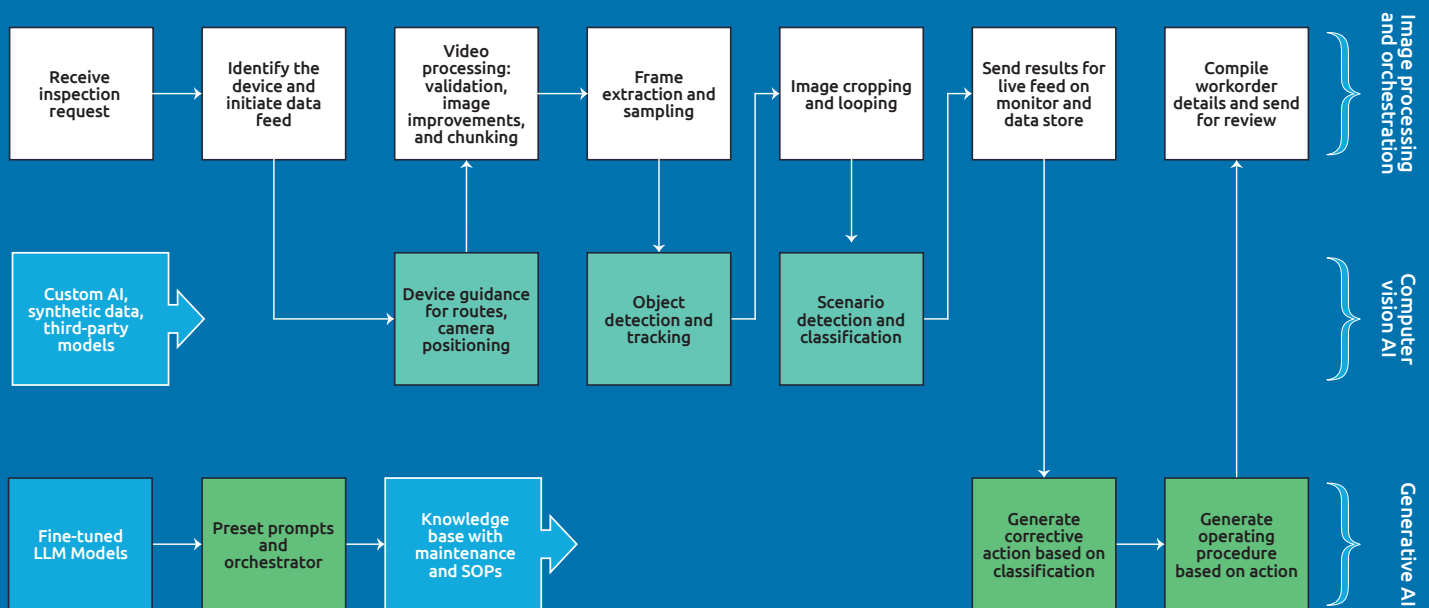 Receive
inspection
request
Identify the
device and
initiate data
feed
Video
processing:
validation,
image
improvements,
and chunking
Frame
extraction and
sampling
Image cropping
and looping
Send results for
live feed on
monitor and
data store
Compile
workorder
details and send
for review
Image processing
and orchestration
Custom AI,
synthetic data,
third-party
models
Device guidance
for routes,
camera
positioning
Object
detection and
tracking
Scenario
detection and
classification
Computer
vision AI
Fine-tuned
LLM Models
Preset prompts
and
orchestrator
Knowledge
base with
maintenance
and SOPs
Generate
corrective
action based on
classification
Generate
operating
procedure
based on action
Generative AI